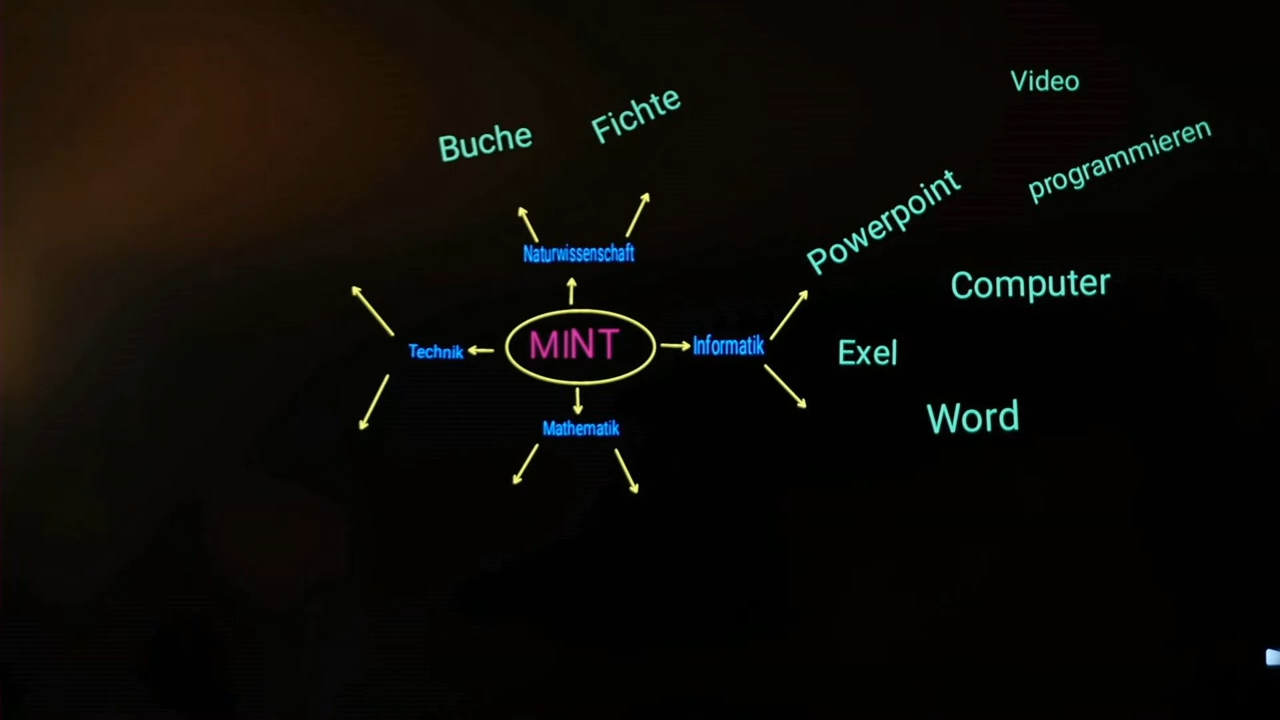 Video
Fichte
Buche
programmieren
Powerpoint
Naturwissenschaft
Computer
MINT
Informatik
Technik
Exel
Word
Mathematik